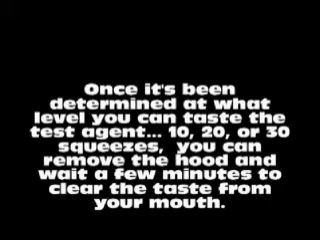 Once it's been
determined at what
level you can taste the
test agent... 10, 20, or 30
squeezes, you can
remove the hood and
wait a few minutes to
clear the taste from
your mouth.